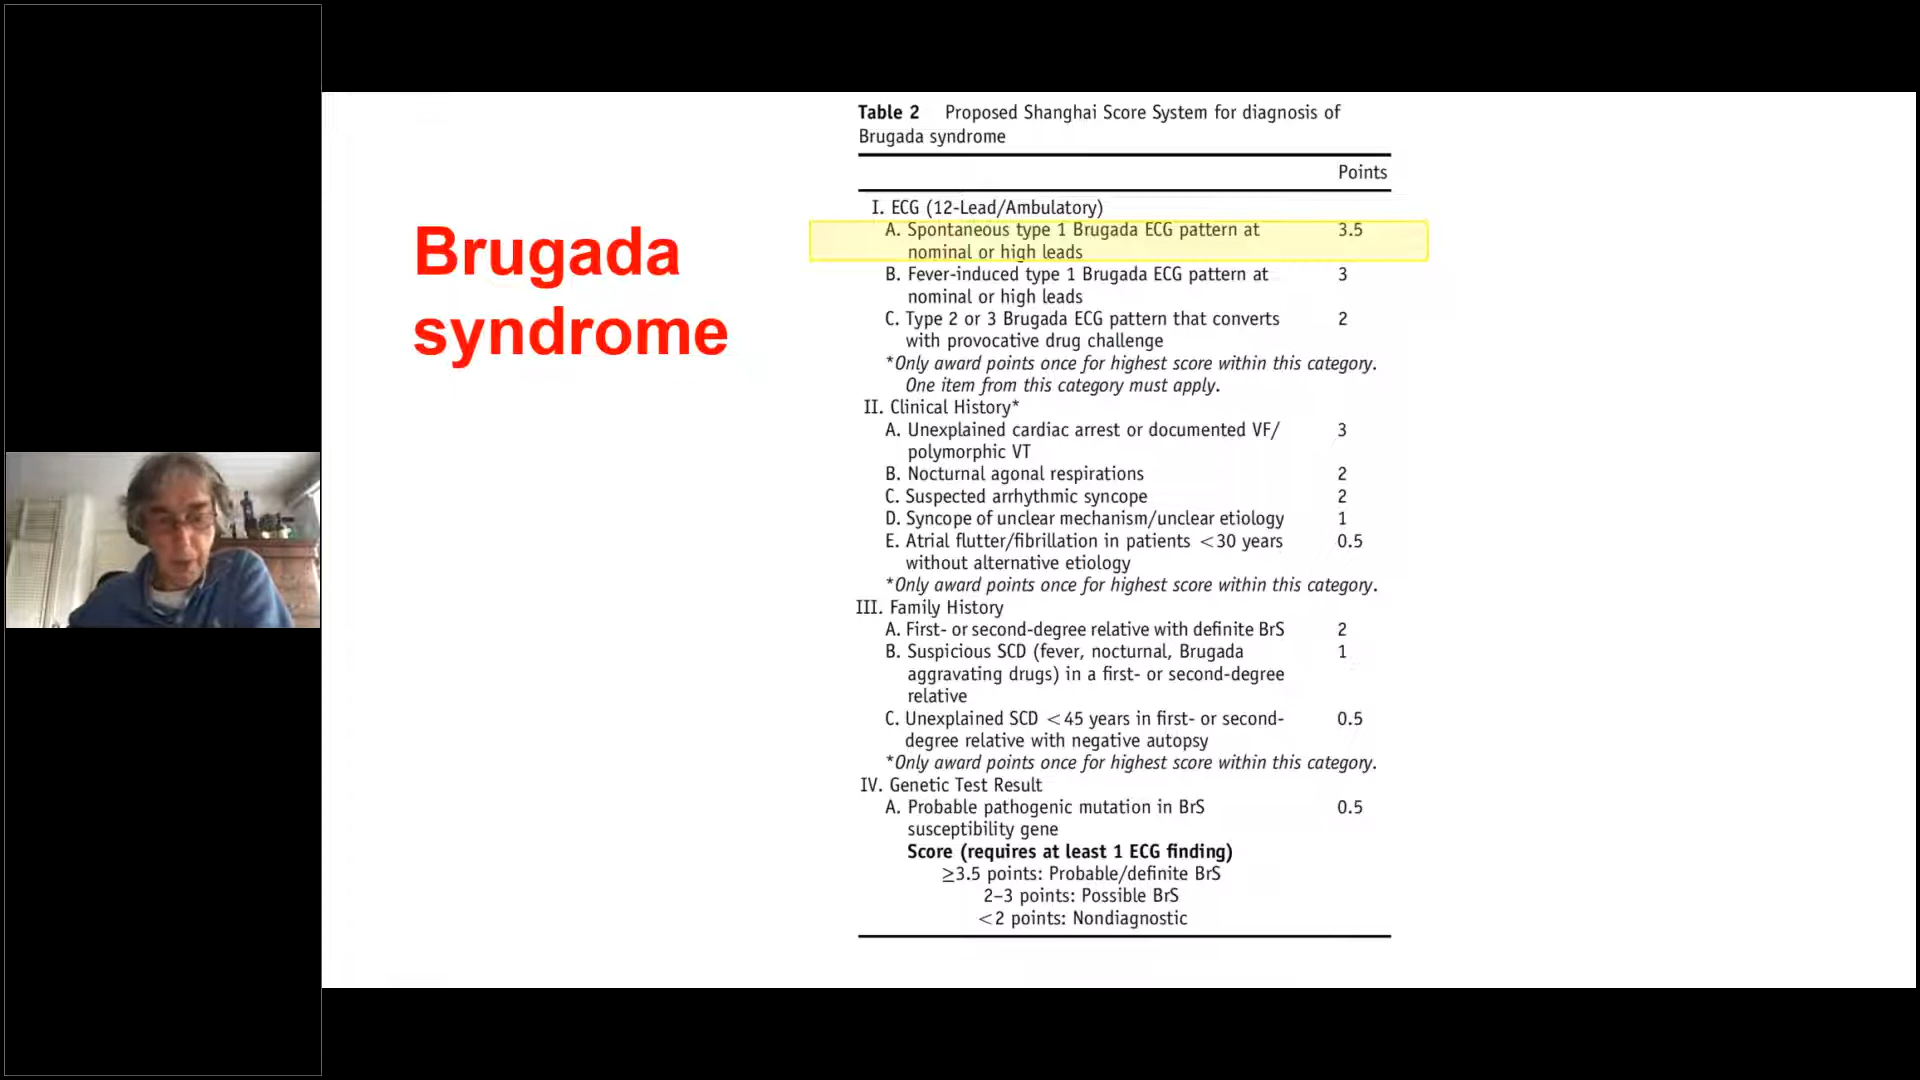 Brugada
syndrome
Table 2 Proposed Shanghai Score System for diagnosis of
Brugada syndrome
Points
I. ECG (12-Lead/Ambulatory)
A. Spontaneous type 1 Brugada ECG pattern at 3.5
nominal or high leads
B. Fever-induced type 1 Brugada ECG pattern at 3
nominal or high leads
C. Type 2 or 3 Brugada ECG pattern that converts 2
with provocative drug challenge
*Only award points once for highest score within this category.
One item from this category must apply.
II. Clinical History*
A. Unexplained cardiac arrest or documented VF/ 3
polymorphic VT
B. Nocturnal agonal respirations 2
C. Suspected arrhythmic syncope 2
D. Syncope of unclear mechanism/unclear etiology 1
E. Atrial flutter/fibrillation in patients <30 years 0.5
without alternative etiology
*Only award points once for highest score within this category.
III. Family History
A. First- or second-degree relative with definite BrS 2
B. Suspicious SCD (fever, nocturnal, Brugada 1
aggravating drugs) in a first- or second-degree
relative
C. Unexplained SCD <45 years in first- or second- 0.5
degree relative with negative autopsy
*Only award points once for highest score within this category.
IV. Genetic Test Result
A. Probable pathogenic mutation in BrS 0.5
susceptibility gene
Score (requires at least 1 ECG finding)
≥3.5 points: Probable/definite BrS
2–3 points: Possible BrS
<2 points: Nondiagnostic